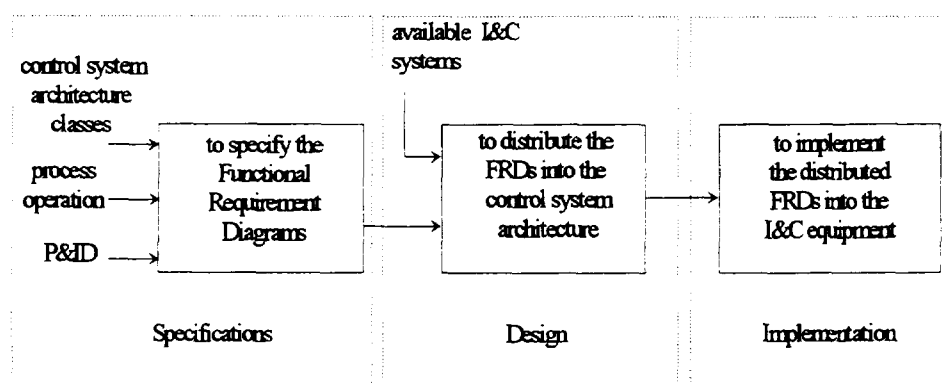 control system
architecture
classes
process
operation
P&ID
to specify the
Functional
Requirement
Diagrams
available I&C
systems
to distribute the
FRDs into the
control system
architecture
to implement
the distributed
FRDs into the
I&C equipment
Specifications
Design
Implementation